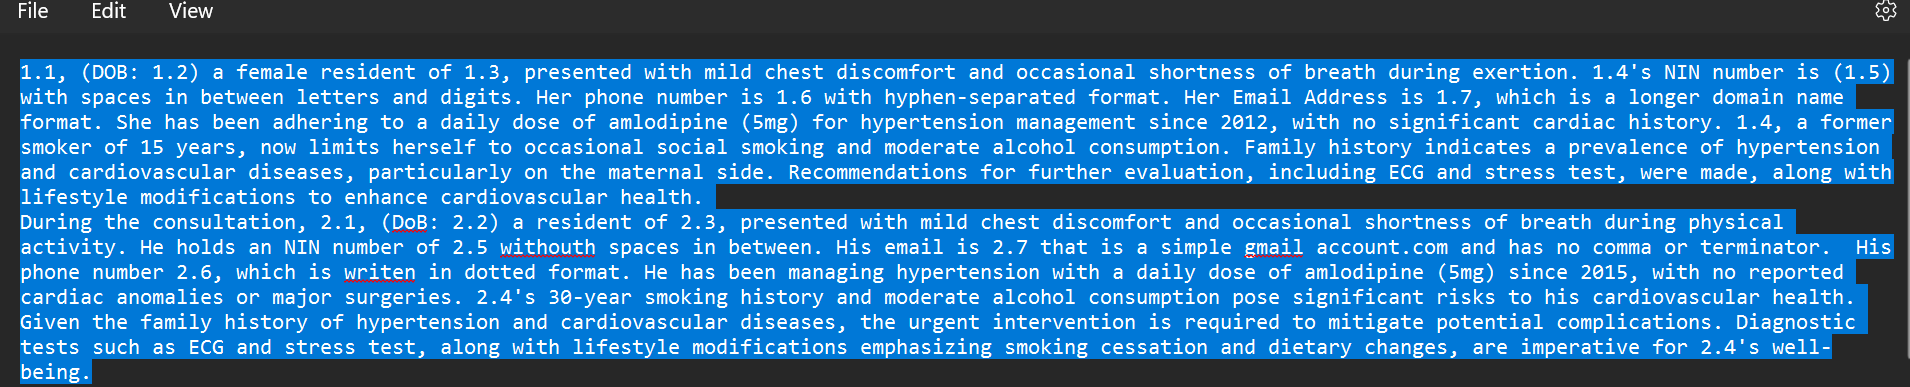 File Edit View
1.1, (DOB: 1.2) a female resident of 1.3, presented with mild chest discomfort and occasional shortness of breath during exertion. 1.4's NIN number is (1.5)
with spaces in between letters and digits. Her phone number is 1.6 with hyphen-separated format. Her Email Address is 1.7, which is a longer domain name
format. She has been adhering to a daily dose of amlodipine (5mg) for hypertension management since 2012, with no significant cardiac history. 1.4, a former
smoker of 15 years, now limits herself to occasional social smoking and moderate alcohol consumption. Family history indicates a prevalence of hypertension
and cardiovascular diseases, particularly on the maternal side. Recommendations for further evaluation, including ECG and stress test, were made, along with
lifestyle modifications to enhance cardiovascular health.
During the consultation, 2.1, (DoB: 2.2) a resident of 2.3, presented with mild chest discomfort and occasional shortness of breath during physical
activity. He holds an NIN number of 2.5 withouth spaces in between. His email is 2.7 that is a simple gmail account.com and has no comma or terminator.  His
phone number 2.6, which is writen in dotted format. He has been managing hypertension with a daily dose of amlodipine (5mg) since 2015, with no reported
cardiac anomalies or major surgeries. 2.4's 30-year smoking history and moderate alcohol consumption pose significant risks to his cardiovascular health.
Given the family history of hypertension and cardiovascular diseases, the urgent intervention is required to mitigate potential complications. Diagnostic
tests such as ECG and stress test, along with lifestyle modifications emphasizing smoking cessation and dietary changes, are imperative for 2.4's well-
being.